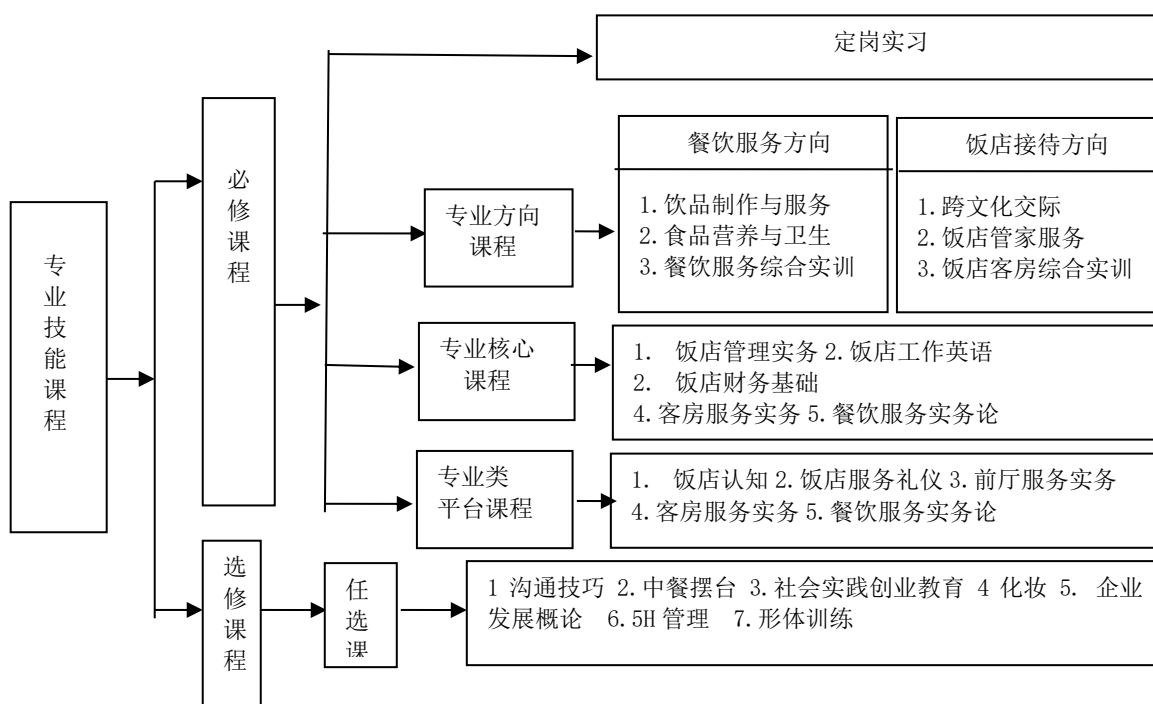 定岗实习
餐饮服务方向
饭店接待方向
必修课程
专业方向
课程
1.饮品制作与服务
2.食品营养与卫生
3.餐饮服务综合实训
1.跨文化交际
2.饭店管家服务
3.饭店客房综合实训
专业技能课程
专业核心
课程
1. 饭店管理实务 2.饭店工作英语
2. 饭店财务基础
4.客房服务实务 5.餐饮服务实务论
专业类
平台课程
1. 饭店认知 2.饭店服务礼仪 3.前厅服务实务
4.客房服务实务 5.餐饮服务实务论
选修课程
任选课
1 沟通技巧 2.中餐摆台 3.社会实践创业教育 4 化妆 5. 企业
发展概论 6.5H 管理 7.形体训练